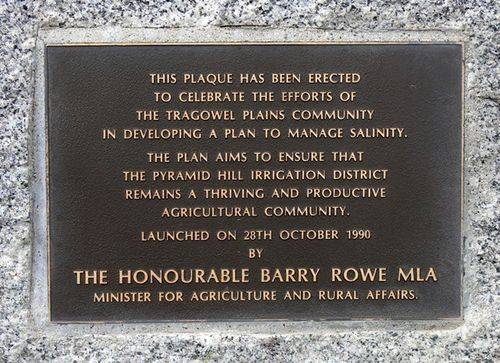 THIS PLAQUE HAS BEEN ERECTED
TO CELEBRATE THE EFFORTS OF
THE TRAGOWEL PLAINS COMMUNITY
IN DEVELOPING A PLAN TO MANAGE SALINITY.
THE PLAN AIMS TO ENSURE THAT
THE PYRAMID HILL IRRIGATION DISTRICT
REMAINS A THRIVING AND PRODUCTIVE
AGRICULTURAL COMMUNITY.
LAUNCHED ON 28TH OCTOBER 1990
BY
THE HONOURABLE BARRY ROWE MLA
MINISTER FOR AGRICULTURE AND RURAL AFFAIRS.